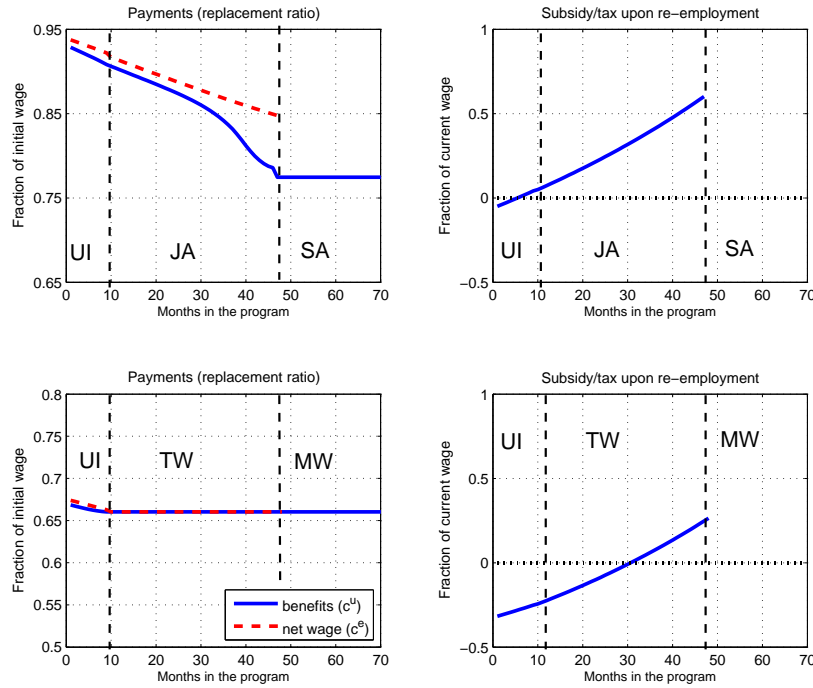 Payments (replacement ratio)
0.95
0.85
0.75
0.65
Fraction of initial wage
UI
JA
SA
0 10 20 30 40 50 60 70
Months in the program
Subsidy/tax upon re−employment
1
0.5
0
−0.5
Fraction of current wage
UI
JA
SA
0 10 20 30 40 50 60 70
Months in the program
Payments (replacement ratio)
0.8
0.75
0.7
0.65
0.6
0.55
0.5
Fraction of initial wage
UI
TW
MW
benefits (c^u)
net wage (c^e)
0 10 20 30 40 50 60 70
Months in the program
Subsidy/tax upon re−employment
1
0.5
0
−0.5
Fraction of current wage
UI
TW
MW
0 10 20 30 40 50 60 70
Months in the program